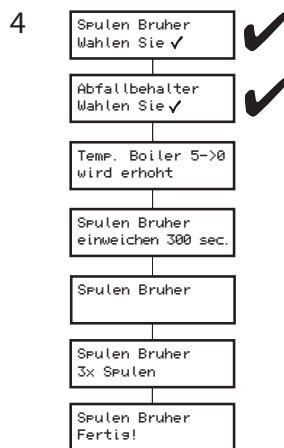 4
Spulen Bruher
Wahlen Sie ✓
Abfallbehalter
Wahlen Sie ✓
Temp. Boiler 5->0
wird erhoht
Spulen Bruher
einweichen 300 sec.
Spulen Bruher
Spulen Bruher
3x Spulen
Spulen Bruher
Fertig!